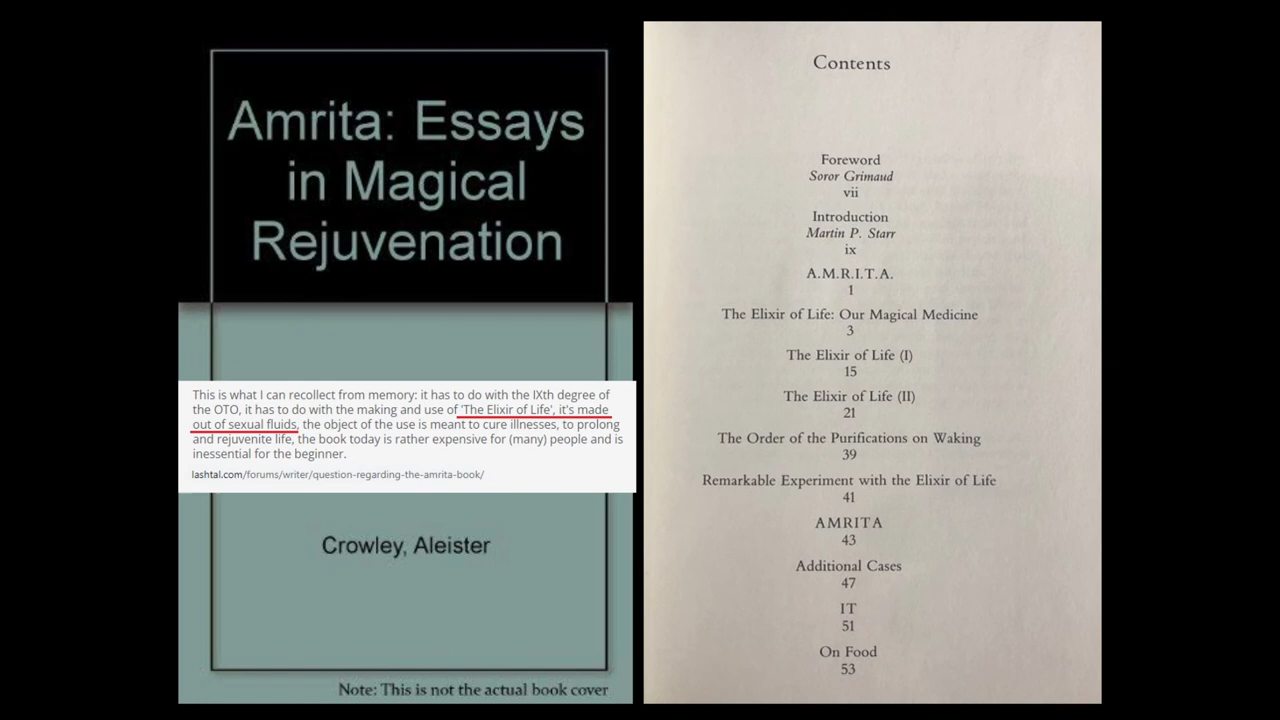 Amrita: Essays
in Magical
Rejuvenation
This is what I can recollect from memory: it has to do with the IXth degree of
the OTO, it has to do with the making and use of 'The Elixir of Life', it's made
out of sexual fluids, the object of the use is meant to cure illnesses, to prolong
and rejuvenite life, the book today is rather expensive for (many) people and is
inessential for the beginner.
lashtal.com/forums/writer/question-regarding-the-amrita-book/
Crowley, Aleister
Note: This is not the actual book cover
Contents
Foreword
Soror Grimaud
vii
Introduction
Martin P. Starr
ix
A.M.R.I.T.A.
1
The Elixir of Life: Our Magical Medicine
3
The Elixir of Life (I)
15
The Elixir of Life (II)
21
The Order of the Purifications on Waking
39
Remarkable Experiment with the Elixir of Life
41
AMRITA
43
Additional Cases
47
IT
51
On Food
53